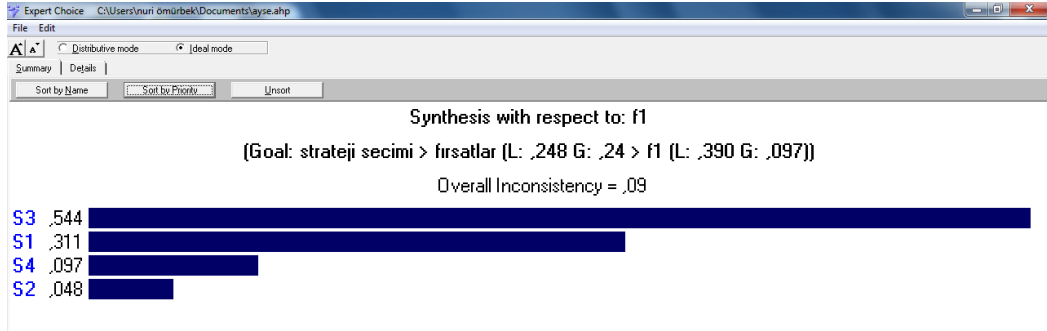 Expert Choice C:\Users\nuri ömürbek\Documents\ayse.ahp
File Edit
A A Distributive mode Ideal mode
Summary Details
Sort by Name Sort by Priority Unsort
Synthesis with respect to: f1
(Goal: strateji secimi > fırsatlar (L: ,248 G: ,24 > f1 (L: ,390 G: ,097))
Overall Inconsistency = ,09
S3 ,544
S1 ,311
S4 ,097
S2 ,048